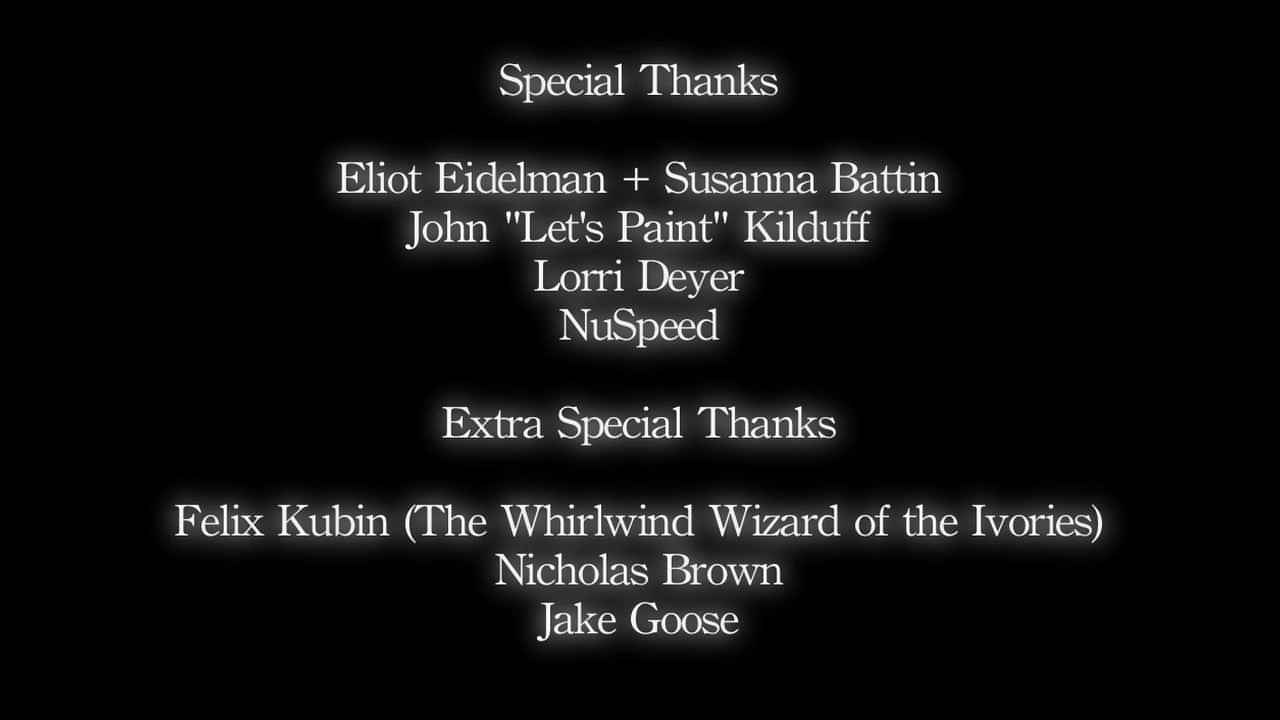 Special Thanks
Eliot Eidelman + Susanna Battin
John "Let's Paint" Kilduff
Lorri Deyer
NuSpeed
Extra Special Thanks
Felix Kubin (The Whirlwind Wizard of the Ivories)
Nicholas Brown
Jake Goose